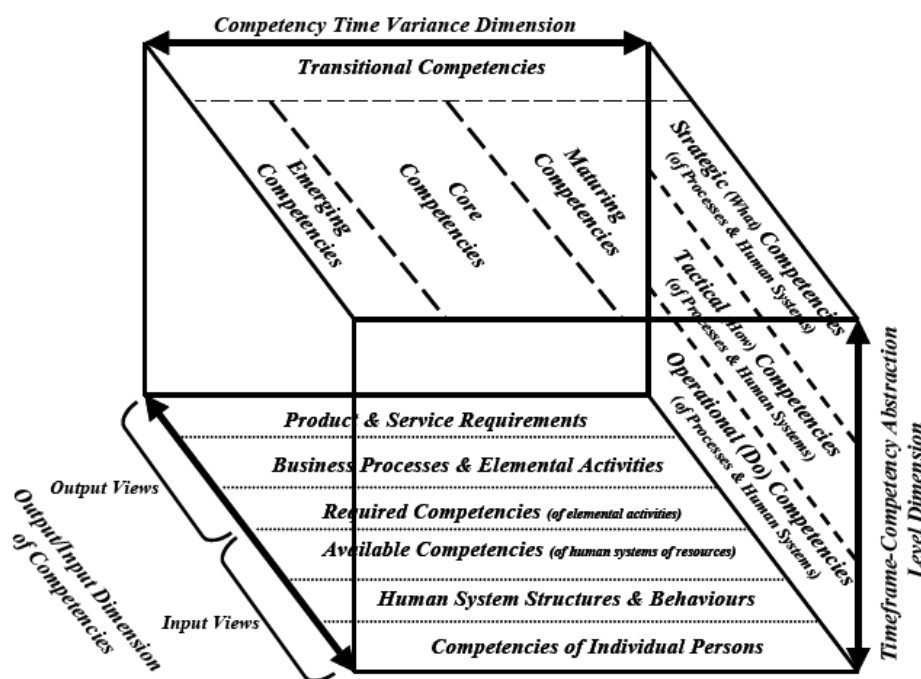 Competency Time Variance Dimension
Transitional Competencies
Emerging
Competencies
Core
Competencies
Maturing
Competencies
Strategic (What) Competencies
(of Processes & Human Systems)
Tactical (How) Competencies
(of Processes & Human Systems)
Operational (Do) Competencies
(of Processes & Human Systems)
Timeframe-Competency Abstraction
Level Dimension
Product & Service Requirements
Business Processes & Elemental Activities
Required Competencies (of elemental activities)
Available Competencies (of human systems of resources)
Human System Structures & Behaviours
Competencies of Individual Persons
Output Views
Input Views
Output/Input Dimension
of Competencies